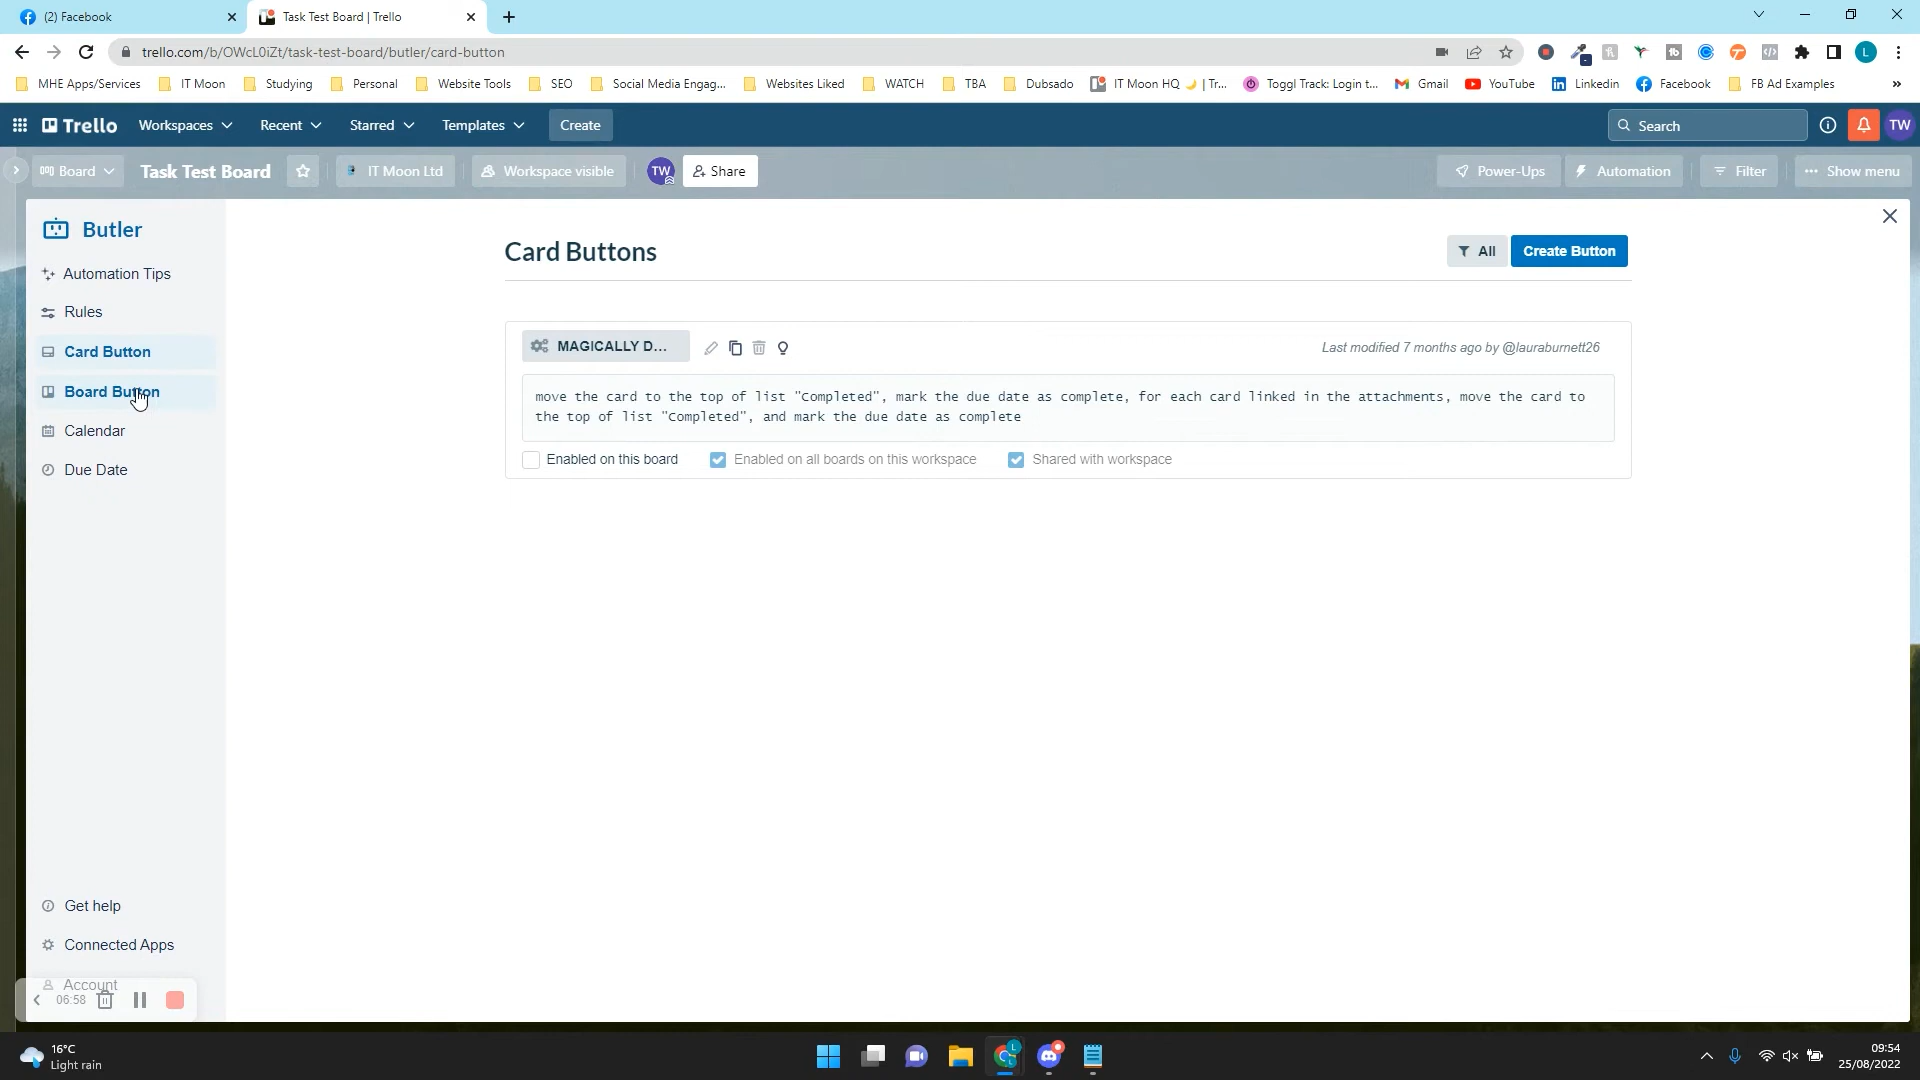 (2) Facebook
Task Test Board | Trello
trello.com/b/OWcL0iZt/task-test-board/butler/card-button
L
MHE Apps/Services
IT Moon
Studying
Personal
Website Tools
SEO
Social Media Engag...
Websites Liked
WATCH
TBA
Dubsado
IT Moon HQ 🌙 | Tr...
Toggl Track: Login t...
Gmail
YouTube
Linkedin
Facebook
FB Ad Examples
»
Trello
Workspaces
Recent
Starred
Templates
Create
Search
TW
Board
Task Test Board
IT Moon Ltd
Workspace visible
TW
Share
Power-Ups
Automation
Filter
Show menu
Butler
Automation Tips
Rules
Card Button
Board Button
Calendar
Due Date
Get help
Connected Apps
Account
06:58
Card Buttons
All
Create Button
MAGICALLY D...
Last modified 7 months ago by @lauraburnett26
move the card to the top of list "Completed", mark the due date as complete, for each card linked in the attachments, move the card to
the top of list "Completed", and mark the due date as complete
Enabled on this board
Enabled on all boards on this workspace
Shared with workspace
16°C
Light rain
L
09:54
25/08/2022